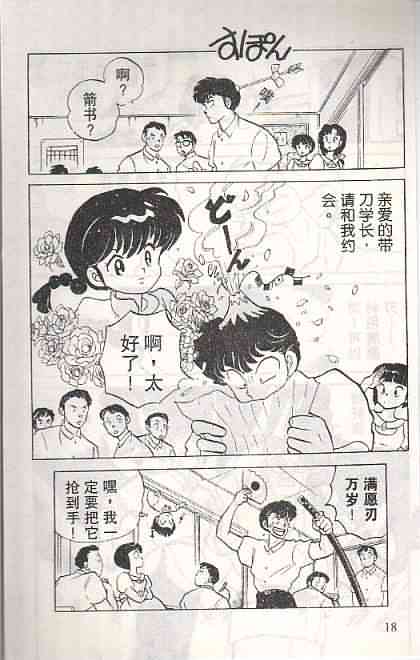 すぽん
啊？
箭书？
嘴
亲爱的带
刀学长，
请和我约
会。
どーん
啊，太
好了！
满愿刃
万岁！
嘿，我一
定要把它
抢到手！
18